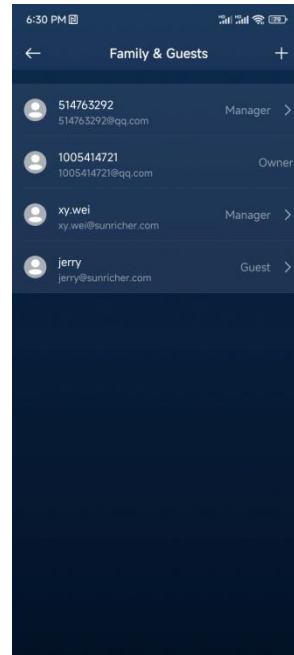 6:30 PM
79
Family & Guests
514763292
514763292@qq.com
Manager
1005414721
1005414721@qq.com
Owner
xy.wei
xy.wei@sunricher.com
Manager
jerry
jerry@sunricher.com
Guest